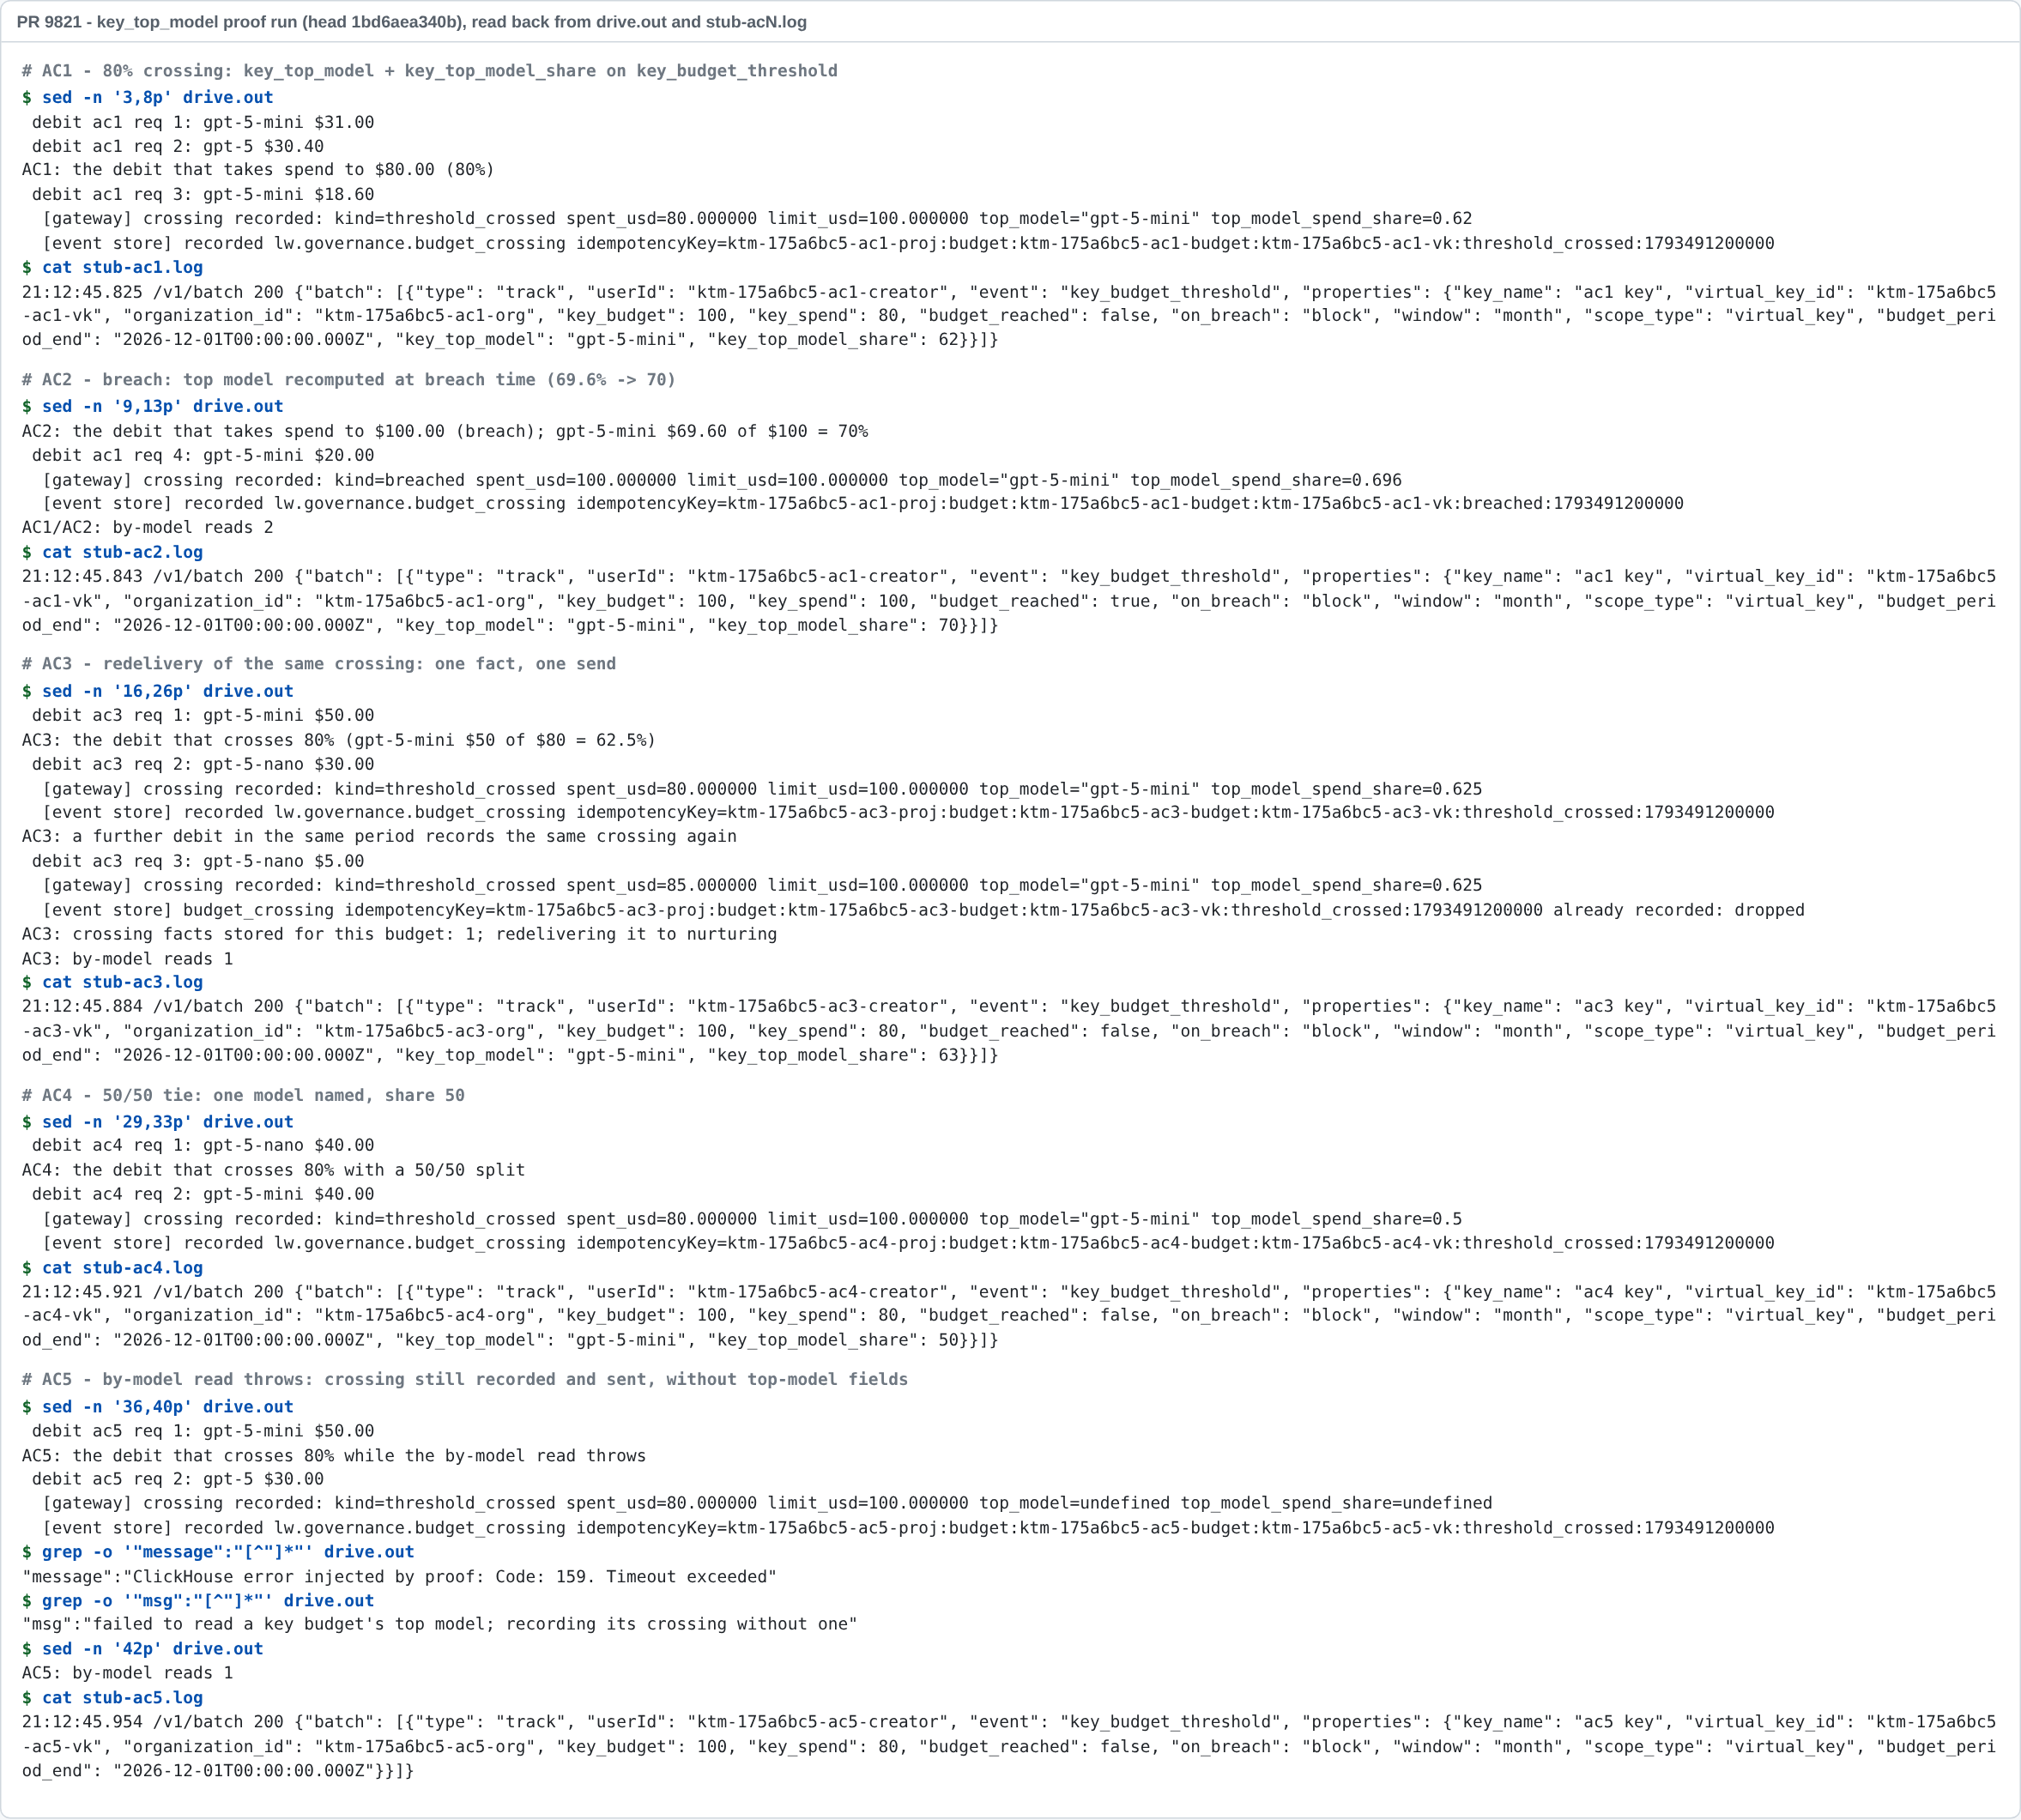 PR 9821 - key_top_model proof run (head 1bd6aea340b), read back from drive.out and stub-acN.log
# AC1 - 80% crossing: key_top_model + key_top_model_share on key_budget_threshold
$ sed -n '3,8p' drive.out
debit ac1 req 1: gpt-5-mini $31.00
debit ac1 req 2: gpt-5 $30.40
AC1: the debit that takes spend to $80.00 (80%)
debit ac1 req 3: gpt-5-mini $18.60
[gateway] crossing recorded: kind=threshold_crossed spent_usd=80.000000 limit_usd=100.000000 top_model="gpt-5-mini" top_model_spend_share=0.62
[event store] recorded lw.governance.budget_crossing idempotencyKey=ktm-175a6bc5-ac1-proj:budget:ktm-175a6bc5-ac1-budget:ktm-175a6bc5-ac1-vk:threshold_crossed:1793491200000
$ cat stub-ac1.log
21:12:45.825 /v1/batch 200 {"batch": [{"type": "track", "userId": "ktm-175a6bc5-ac1-creator", "event": "key_budget_threshold", "properties": {"key_name": "ac1 key", "virtual_key_id": "ktm-175a6bc5
-ac1-vk", "organization_id": "ktm-175a6bc5-ac1-org", "key_budget": 100, "key_spend": 80, "budget_reached": false, "on_breach": "block", "window": "month", "scope_type": "virtual_key", "budget_peri
od_end": "2026-12-01T00:00:00.000Z", "key_top_model": "gpt-5-mini", "key_top_model_share": 62}}]}
# AC2 - breach: top model recomputed at breach time (69.6% -> 70)
$ sed -n '9,13p' drive.out
AC2: the debit that takes spend to $100.00 (breach); gpt-5-mini $69.60 of $100 = 70%
debit ac1 req 4: gpt-5-mini $20.00
[gateway] crossing recorded: kind=breached spent_usd=100.000000 limit_usd=100.000000 top_model="gpt-5-mini" top_model_spend_share=0.696
[event store] recorded lw.governance.budget_crossing idempotencyKey=ktm-175a6bc5-ac1-proj:budget:ktm-175a6bc5-ac1-budget:ktm-175a6bc5-ac1-vk:breached:1793491200000
AC1/AC2: by-model reads 2
$ cat stub-ac2.log
21:12:45.843 /v1/batch 200 {"batch": [{"type": "track", "userId": "ktm-175a6bc5-ac1-creator", "event": "key_budget_threshold", "properties": {"key_name": "ac1 key", "virtual_key_id": "ktm-175a6bc5
-ac1-vk", "organization_id": "ktm-175a6bc5-ac1-org", "key_budget": 100, "key_spend": 100, "budget_reached": true, "on_breach": "block", "window": "month", "scope_type": "virtual_key", "budget_peri
od_end": "2026-12-01T00:00:00.000Z", "key_top_model": "gpt-5-mini", "key_top_model_share": 70}}]}
# AC3 - redelivery of the same crossing: one fact, one send
$ sed -n '16,26p' drive.out
debit ac3 req 1: gpt-5-mini $50.00
AC3: the debit that crosses 80% (gpt-5-mini $50 of $80 = 62.5%)
debit ac3 req 2: gpt-5-nano $30.00
[gateway] crossing recorded: kind=threshold_crossed spent_usd=80.000000 limit_usd=100.000000 top_model="gpt-5-mini" top_model_spend_share=0.625
[event store] recorded lw.governance.budget_crossing idempotencyKey=ktm-175a6bc5-ac3-proj:budget:ktm-175a6bc5-ac3-budget:ktm-175a6bc5-ac3-vk:threshold_crossed:1793491200000
AC3: a further debit in the same period records the same crossing again
debit ac3 req 3: gpt-5-nano $5.00
[gateway] crossing recorded: kind=threshold_crossed spent_usd=85.000000 limit_usd=100.000000 top_model="gpt-5-mini" top_model_spend_share=0.625
[event store] budget_crossing idempotencyKey=ktm-175a6bc5-ac3-proj:budget:ktm-175a6bc5-ac3-budget:ktm-175a6bc5-ac3-vk:threshold_crossed:1793491200000 already recorded: dropped
AC3: crossing facts stored for this budget: 1; redelivering it to nurturing
AC3: by-model reads 1
$ cat stub-ac3.log
21:12:45.884 /v1/batch 200 {"batch": [{"type": "track", "userId": "ktm-175a6bc5-ac3-creator", "event": "key_budget_threshold", "properties": {"key_name": "ac3 key", "virtual_key_id": "ktm-175a6bc5
-ac3-vk", "organization_id": "ktm-175a6bc5-ac3-org", "key_budget": 100, "key_spend": 80, "budget_reached": false, "on_breach": "block", "window": "month", "scope_type": "virtual_key", "budget_peri
od_end": "2026-12-01T00:00:00.000Z", "key_top_model": "gpt-5-mini", "key_top_model_share": 63}}]}
# AC4 - 50/50 tie: one model named, share 50
$ sed -n '29,33p' drive.out
debit ac4 req 1: gpt-5-nano $40.00
AC4: the debit that crosses 80% with a 50/50 split
debit ac4 req 2: gpt-5-mini $40.00
[gateway] crossing recorded: kind=threshold_crossed spent_usd=80.000000 limit_usd=100.000000 top_model="gpt-5-mini" top_model_spend_share=0.5
[event store] recorded lw.governance.budget_crossing idempotencyKey=ktm-175a6bc5-ac4-proj:budget:ktm-175a6bc5-ac4-budget:ktm-175a6bc5-ac4-vk:threshold_crossed:1793491200000
$ cat stub-ac4.log
21:12:45.921 /v1/batch 200 {"batch": [{"type": "track", "userId": "ktm-175a6bc5-ac4-creator", "event": "key_budget_threshold", "properties": {"key_name": "ac4 key", "virtual_key_id": "ktm-175a6bc5
-ac4-vk", "organization_id": "ktm-175a6bc5-ac4-org", "key_budget": 100, "key_spend": 80, "budget_reached": false, "on_breach": "block", "window": "month", "scope_type": "virtual_key", "budget_peri
od_end": "2026-12-01T00:00:00.000Z", "key_top_model": "gpt-5-mini", "key_top_model_share": 50}}]}
# AC5 - by-model read throws: crossing still recorded and sent, without top-model fields
$ sed -n '36,40p' drive.out
debit ac5 req 1: gpt-5-mini $50.00
AC5: the debit that crosses 80% while the by-model read throws
debit ac5 req 2: gpt-5 $30.00
[gateway] crossing recorded: kind=threshold_crossed spent_usd=80.000000 limit_usd=100.000000 top_model=undefined top_model_spend_share=undefined
[event store] recorded lw.governance.budget_crossing idempotencyKey=ktm-175a6bc5-ac5-proj:budget:ktm-175a6bc5-ac5-budget:ktm-175a6bc5-ac5-vk:threshold_crossed:1793491200000
$ grep -o '"message":"[^"]*"' drive.out
"message":"ClickHouse error injected by proof: Code: 159. Timeout exceeded"
$ grep -o '"msg":"[^"]*"' drive.out
"msg":"failed to read a key budget's top model; recording its crossing without one"
$ sed -n '42p' drive.out
AC5: by-model reads 1
$ cat stub-ac5.log
21:12:45.954 /v1/batch 200 {"batch": [{"type": "track", "userId": "ktm-175a6bc5-ac5-creator", "event": "key_budget_threshold", "properties": {"key_name": "ac5 key", "virtual_key_id": "ktm-175a6bc5
-ac5-vk", "organization_id": "ktm-175a6bc5-ac5-org", "key_budget": 100, "key_spend": 80, "budget_reached": false, "on_breach": "block", "window": "month", "scope_type": "virtual_key", "budget_peri
od_end": "2026-12-01T00:00:00.000Z"}}]}